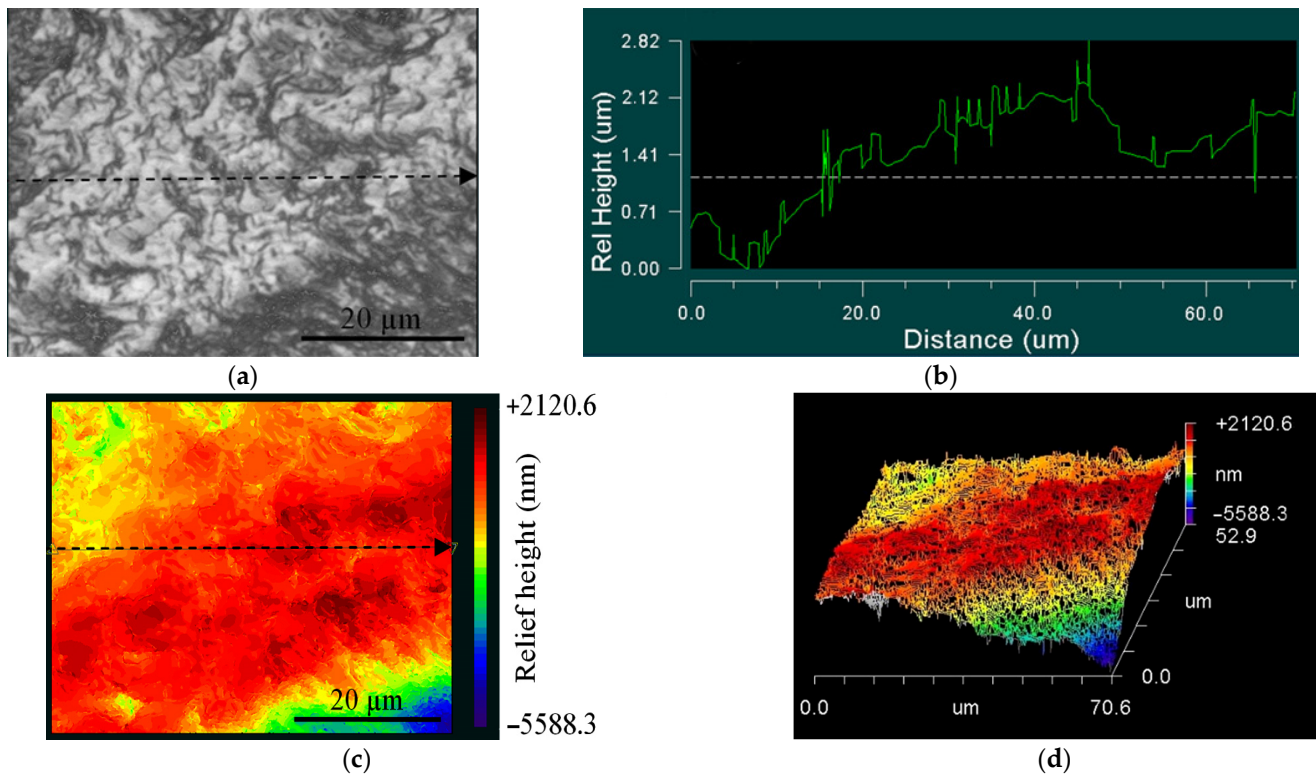 20 µm
(a)
Rel Height (um)
2.82
2.12
1.41
0.71
0.00
0.0
20.0
40.0
60.0
Distance (um)
(b)
20 µm
+2120.6
Relief height (nm)
−5588.3
(c)
+2120.6
nm
−5588.3
52.9
um
0.0
0.0
um
70.6
(d)